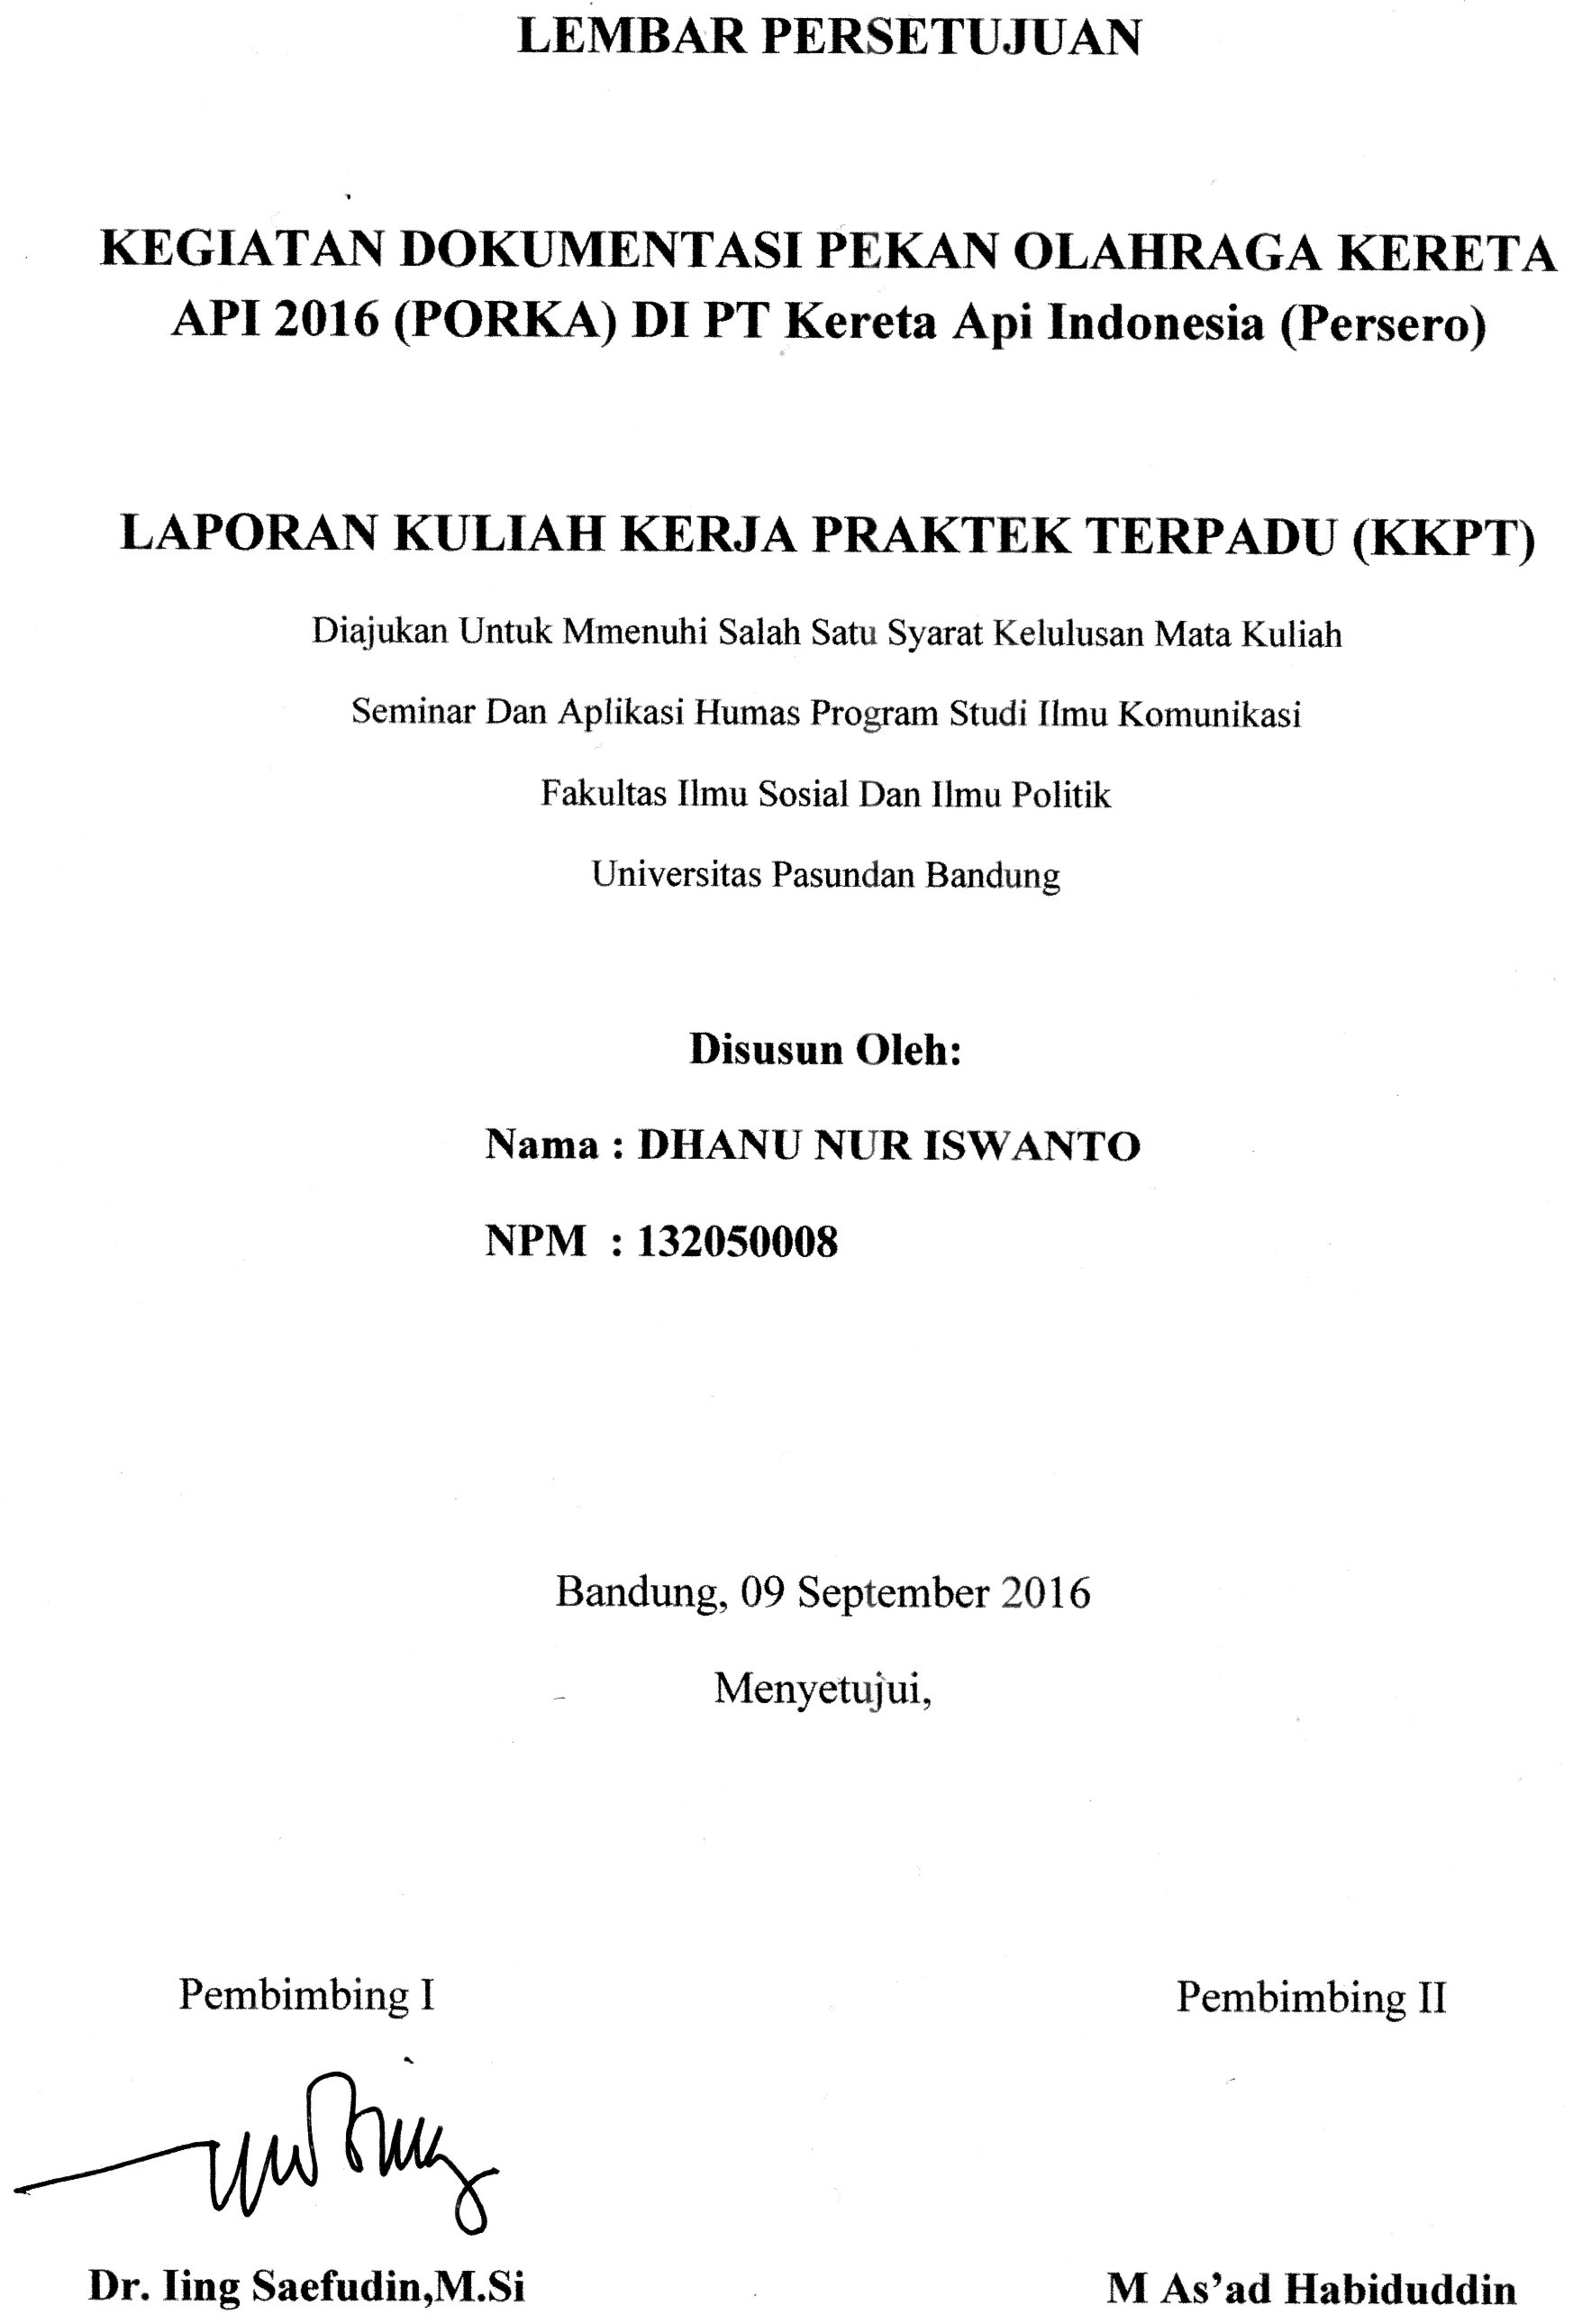 LEMBAR PERSETUJUAN
KEGIATAN DOKUMENTASI PEKAN OLAHRAGA KERETA
API 2016 (PORKA) DI PT Kereta Api Indonesia (Persero)
LAPORAN KULIAH KERJA PRAKTEK TERPADU (KKPT)
Diajukan Untuk Mmenuhi Salah Satu Syarat Kelulusan Mata Kuliah
Seminar Dan Aplikasi Humas Program Studi Ilmu Komunikasi
Fakultas Ilmu Sosial Dan Ilmu Politik
Universitas Pasundan Bandung
Disusun Oleh:
Nama : DHANU NUR ISWANTO
NPM : 132050008
Bandung, 09 September 2016
Menyetujui,
Pembimbing I Pembimbing II
Dr. Iing Saefudin,M.Si M As’ad Habiduddin